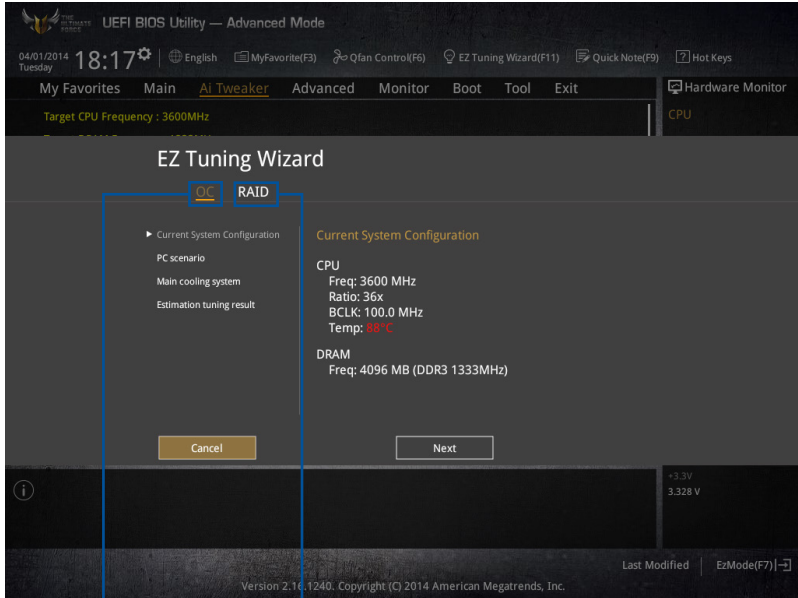 THE ULTIMATE FORCE UEFI BIOS Utility — Advanced Mode
04/01/2014 Tuesday 18:17 English MyFavorite(F3) Qfan Control(F6) EZ Tuning Wizard(F11) Quick Note(F9) ? Hot Keys
My Favorites Main Ai Tweaker Advanced Monitor Boot Tool Exit Hardware Monitor
Target CPU Frequency : 3600MHz CPU
EZ Tuning Wizard
OC RAID
Current System Configuration
PC scenario
Main cooling system
Estimation tuning result
Current System Configuration
CPU
Freq: 3600 MHz
Ratio: 36x
BCLK: 100.0 MHz
Temp: 88°C
DRAM
Freq: 4096 MB (DDR3 1333MHz)
Cancel Next
+3.3V
3.328 V
Last Modified EzMode(F7)
Version 2.16.1240. Copyright (C) 2014 American Megatrends, Inc.